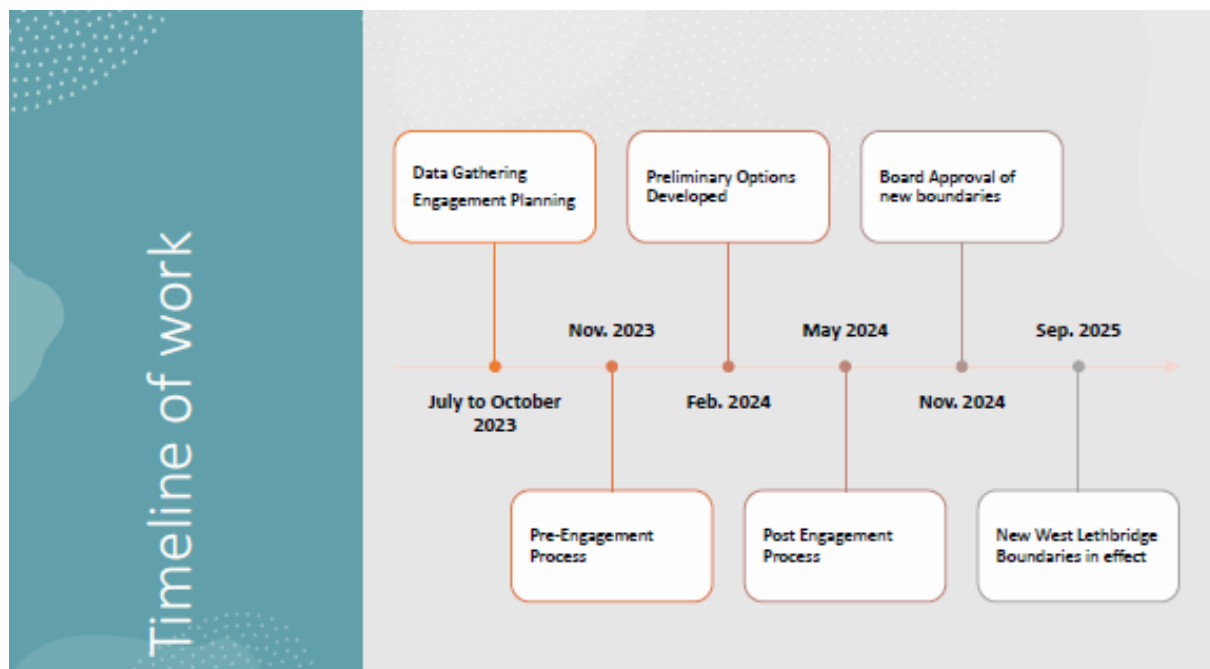 Timeline of work
Data Gathering
Engagement Planning
Preliminary Options
Developed
Board Approval of
new boundaries
Nov. 2023
May 2024
Sep. 2025
July to October
2023
Feb. 2024
Nov. 2024
Pre-Engagement
Process
Post Engagement
Process
New West Lethbridge
Boundaries in effect